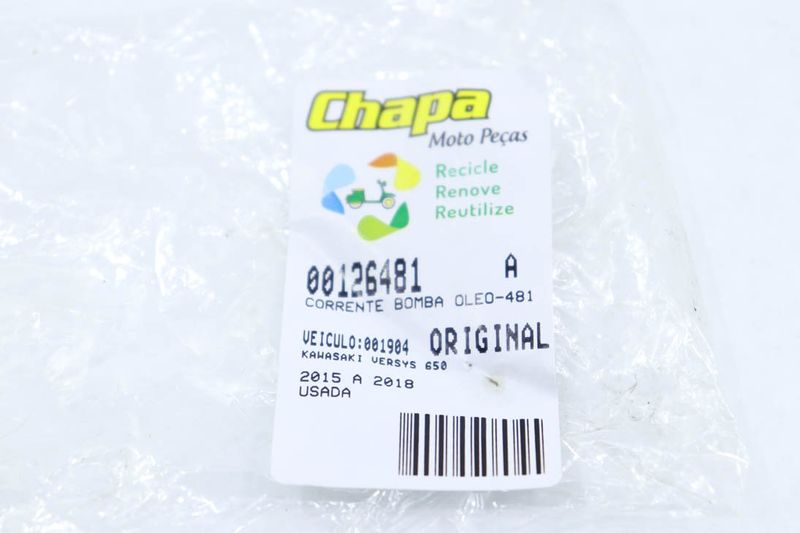 Chapa
Moto Peças
Recicle
Renove
Reutilize
00126481 A
CORRENTE BOMBA OLEO-481
VEICULO:001904 ORIGINAL
KAWASAKI VERSYS 650
2015 A 2018
USADA